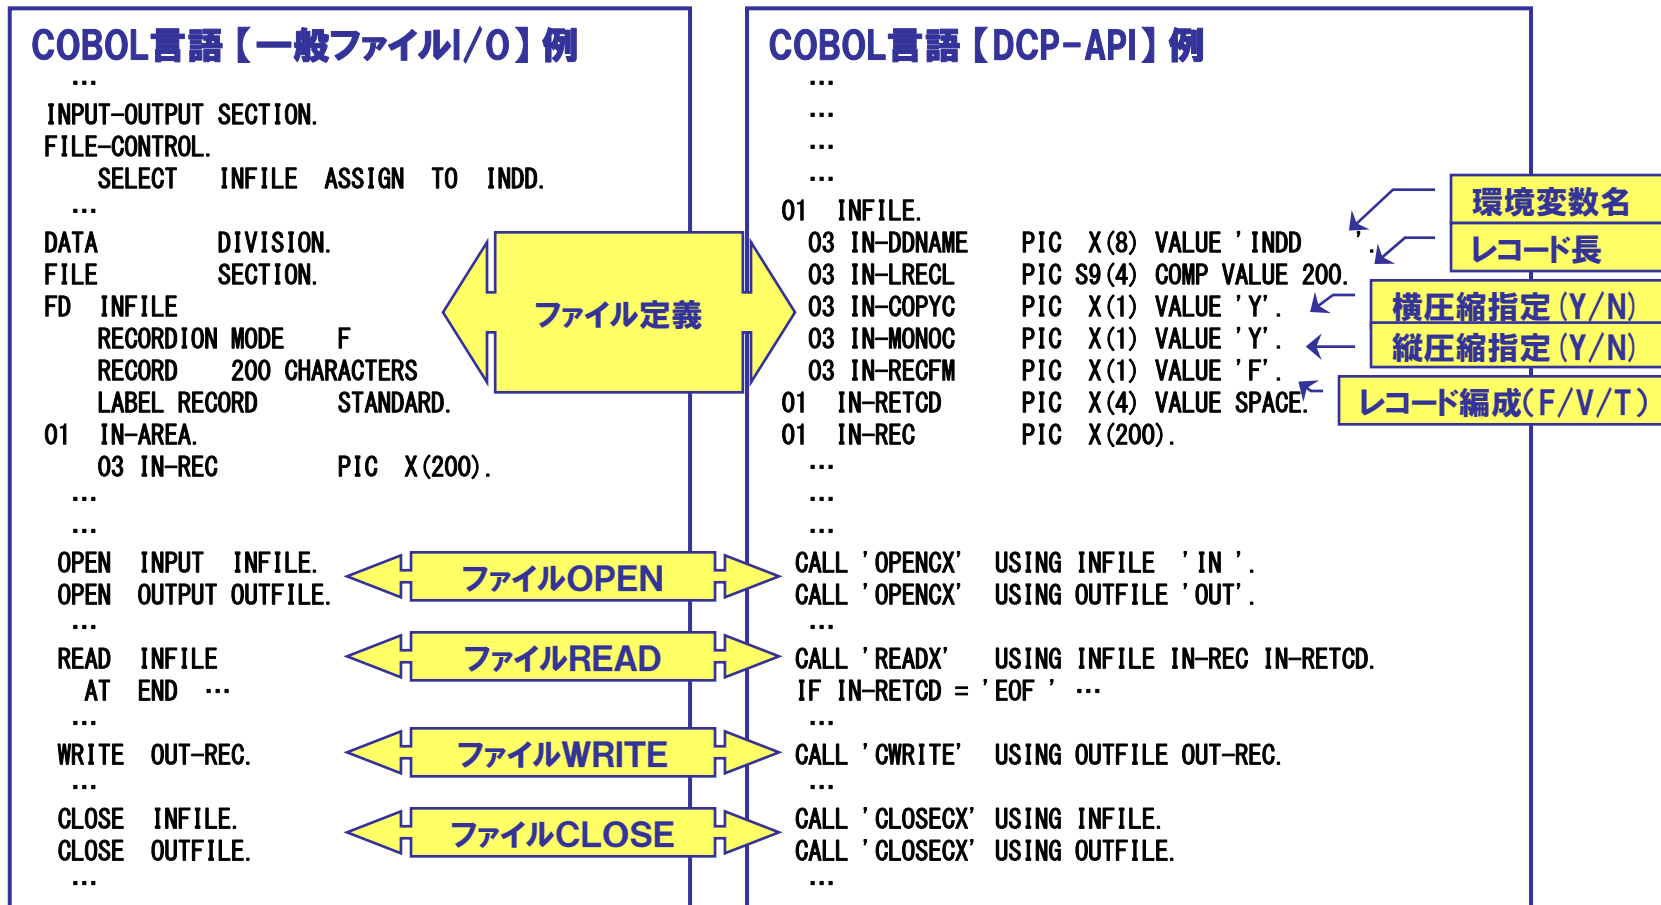 COBOL言語【一般ファイルI/O】例
…
INPUT-OUTPUT SECTION.
FILE-CONTROL.
SELECT INFILE ASSIGN TO INDD.
…
DATA DIVISION.
FILE SECTION.
FD INFILE
RECORDION MODE F
RECORD 200 CHARACTERS
LABEL RECORD STANDARD.
01 IN-AREA.
03 IN-REC PIC X(200).
…
…
OPEN INPUT INFILE.
OPEN OUTPUT OUTFILE.
…
READ INFILE
AT END …
…
WRITE OUT-REC.
…
CLOSE INFILE.
CLOSE OUTFILE.
…
ファイル定義
ファイルOPEN
ファイルREAD
ファイルWRITE
ファイルCLOSE
COBOL言語【DCP-API】例
…
…
…
…
01 INFILE.
03 IN-DDNAME PIC X(8) VALUE 'INDD    '.
03 IN-LRECL PIC S9(4) COMP VALUE 200.
03 IN-COPYC PIC X(1) VALUE 'Y'.
03 IN-MONOC PIC X(1) VALUE 'Y'.
03 IN-RECFM PIC X(1) VALUE 'F'.
01 IN-RETCD PIC X(4) VALUE SPACE.
01 IN-REC PIC X(200).
…
…
…
CALL 'OPENCX' USING INFILE 'IN '.
CALL 'OPENCX' USING OUTFILE 'OUT'.
…
CALL 'READX' USING INFILE IN-REC IN-RETCD.
IF IN-RETCD = 'EOF ' …
…
CALL 'CWRITE' USING OUTFILE OUT-REC.
…
CALL 'CLOSECX' USING INFILE.
CALL 'CLOSECX' USING OUTFILE.
…
環境変数名
レコード長
横圧縮指定(Y/N)
縦圧縮指定(Y/N)
レコード編成(F/V/T)